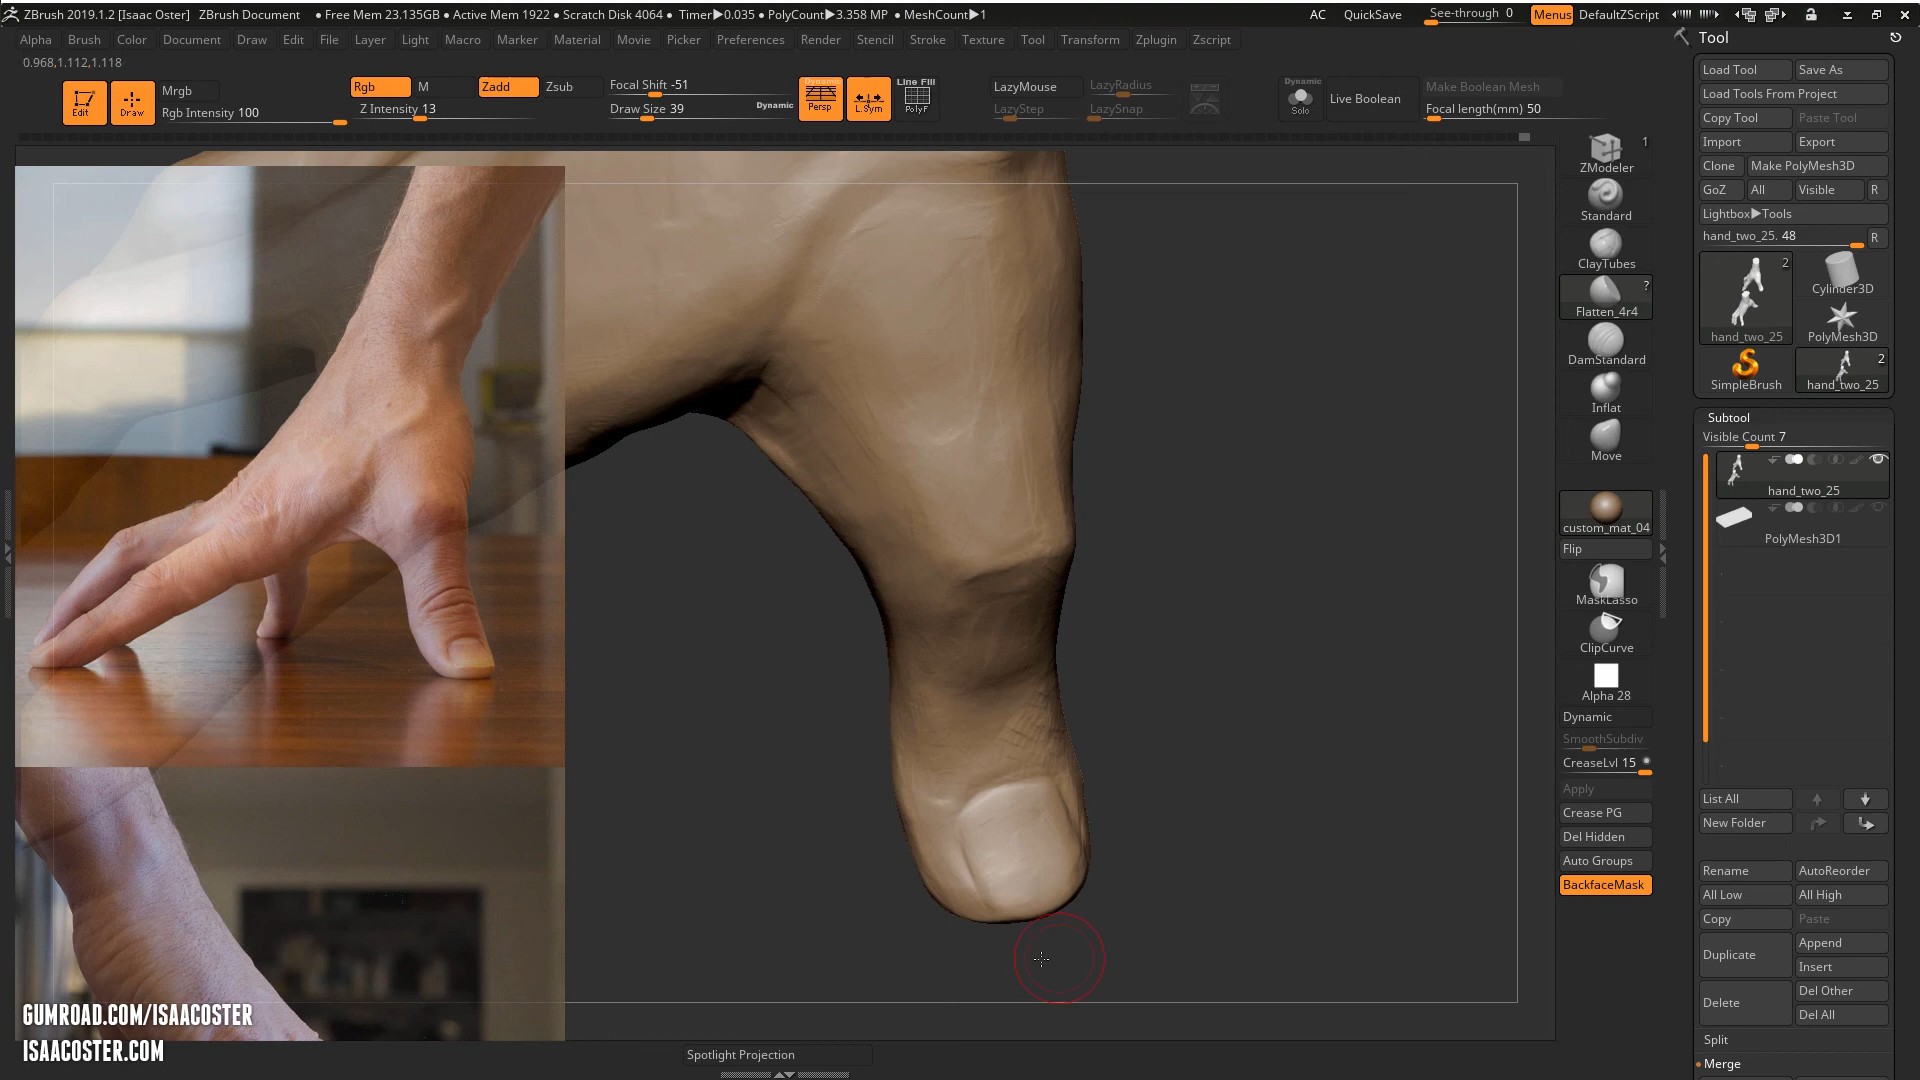 ZBrush 2019.1.2 [Isaac Oster] ZBrush Document • Free Mem 23.135GB • Active Mem 1922 • Scratch Disk 4064 • Timer▶0.035 • PolyCount▶3.358 MP • MeshCount▶1 AC QuickSave See-through 0 Menus DefaultZScript
Alpha Brush Color Document Draw Edit File Layer Light Macro Marker Material Movie Picker Preferences Render Stencil Stroke Texture Tool Transform Zplugin Zscript
0.968,1.112,1.118
Edit
Draw
Mrgb
Rgb Intensity 100
Rgb M Zadd Zsub
Z Intensity 13
Focal Shift -51
Draw Size 39 Dynamic
Dynamic
Persp
L.Sym
Line Fill
PolyF
LazyMouse LazyRadius
LazyStep LazySnap
Dynamic
Solo
Live Boolean
Make Boolean Mesh
Focal length(mm) 50
GUMROAD.COM/ISAACOSTER
ISAACOSTER.COM
Spotlight Projection
1
ZModeler
Standard
ClayTubes
?
Flatten_4r4
DamStandard
Inflat
Move
custom_mat_04
Flip
MaskLasso
ClipCurve
Alpha 28
Dynamic
SmoothSubdiv
CreaseLvl 15
Apply
Crease PG
Del Hidden
Auto Groups
BackfaceMask
Tool
Load Tool Save As
Load Tools From Project
Copy Tool Paste Tool
Import Export
Clone Make PolyMesh3D
GoZ All Visible R
Lightbox▶Tools
hand_two_25. 48 R
2
hand_two_25
Cylinder3D
PolyMesh3D
SimpleBrush
2
hand_two_25
Subtool
Visible Count 7
hand_two_25
PolyMesh3D1
List All
New Folder
Rename AutoReorder
All Low All High
Copy Paste
Duplicate Append
Insert
Delete Del Other
Del All
Split
Merge